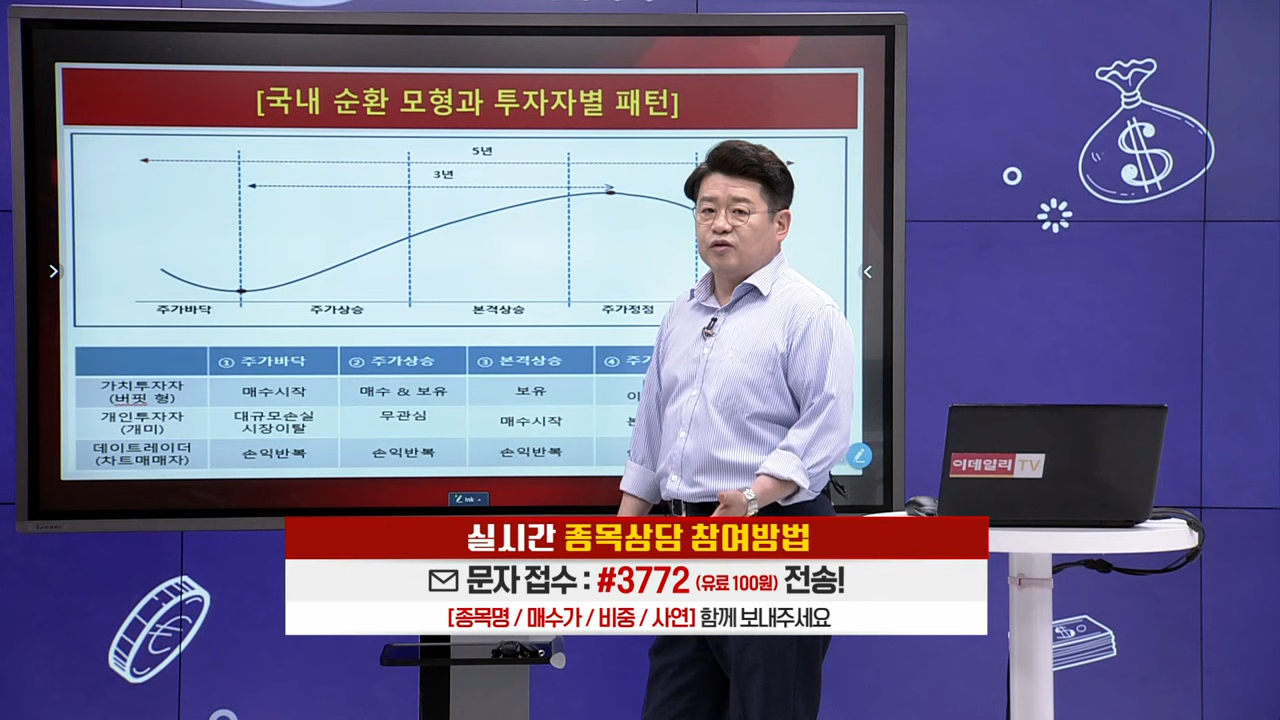 [국내 순환 모형과 투자자별 패턴]
5년
3년
주가바닥 주가상승 본격상승 주가정점
① 주가바닥 ② 주가상승 ③ 본격상승 ④
가치투자자 매수시작 매수 & 보유 보유
(버핏 형)
개인투자자 대규모손실 무관심 매수시작
(개미) 시장이탈
데이트레이더 손익반복 손익반복 손익반복
(차트매매자)
Ink
이데일리 TV
실시간 종목상담 참여방법
문자 접수 : #3772 (유료 100원) 전송!
[종목명 / 매수가 / 비중 / 사연] 함께 보내주세요